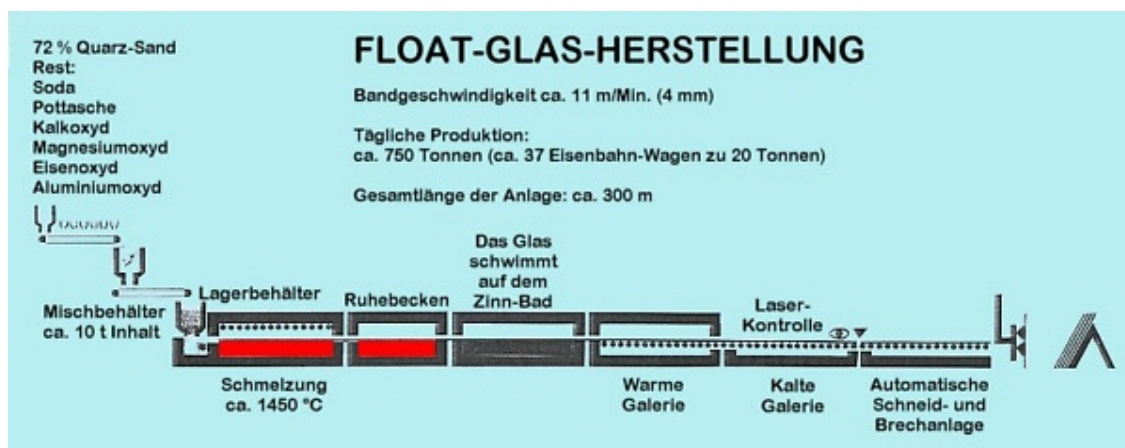 72 % Quarz-Sand
Rest:
Soda
Pottasche
Kalkoxyd
Magnesiumoxyd
Eisenoxyd
Aluminiumoxyd
FLOAT-GLAS-HERSTELLUNG
Bandgeschwindigkeit ca. 11 m/Min. (4 mm)
Tägliche Produktion:
ca. 750 Tonnen (ca. 37 Eisenbahn-Wagen zu 20 Tonnen)
Gesamtlänge der Anlage: ca. 300 m
Mischbehälter
ca. 10 t Inhalt
Lagerbehälter
Ruhebecken
Das Glas
schwimmt
auf dem
Zinn-Bad
Laser-
Kontrolle
Schmelzung
ca. 1450 °C
Warme
Galerie
Kalte
Galerie
Automatische
Schneid- und
Brechanlage